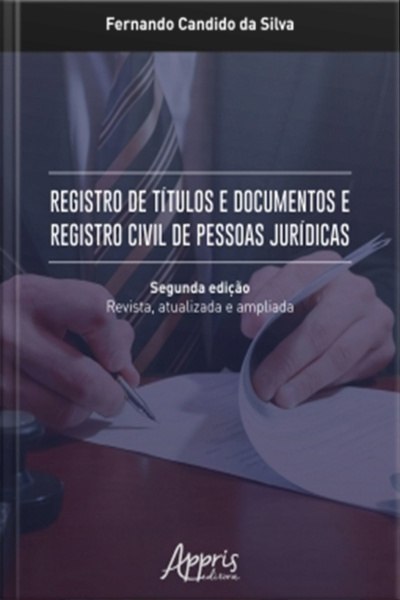 Fernando Candido da Silva
REGISTRO DE TÍTULOS E DOCUMENTOS E
REGISTRO CIVIL DE PESSOAS JURÍDICAS
Segunda edição
Revista, atualizada e ampliada
Appris
editora